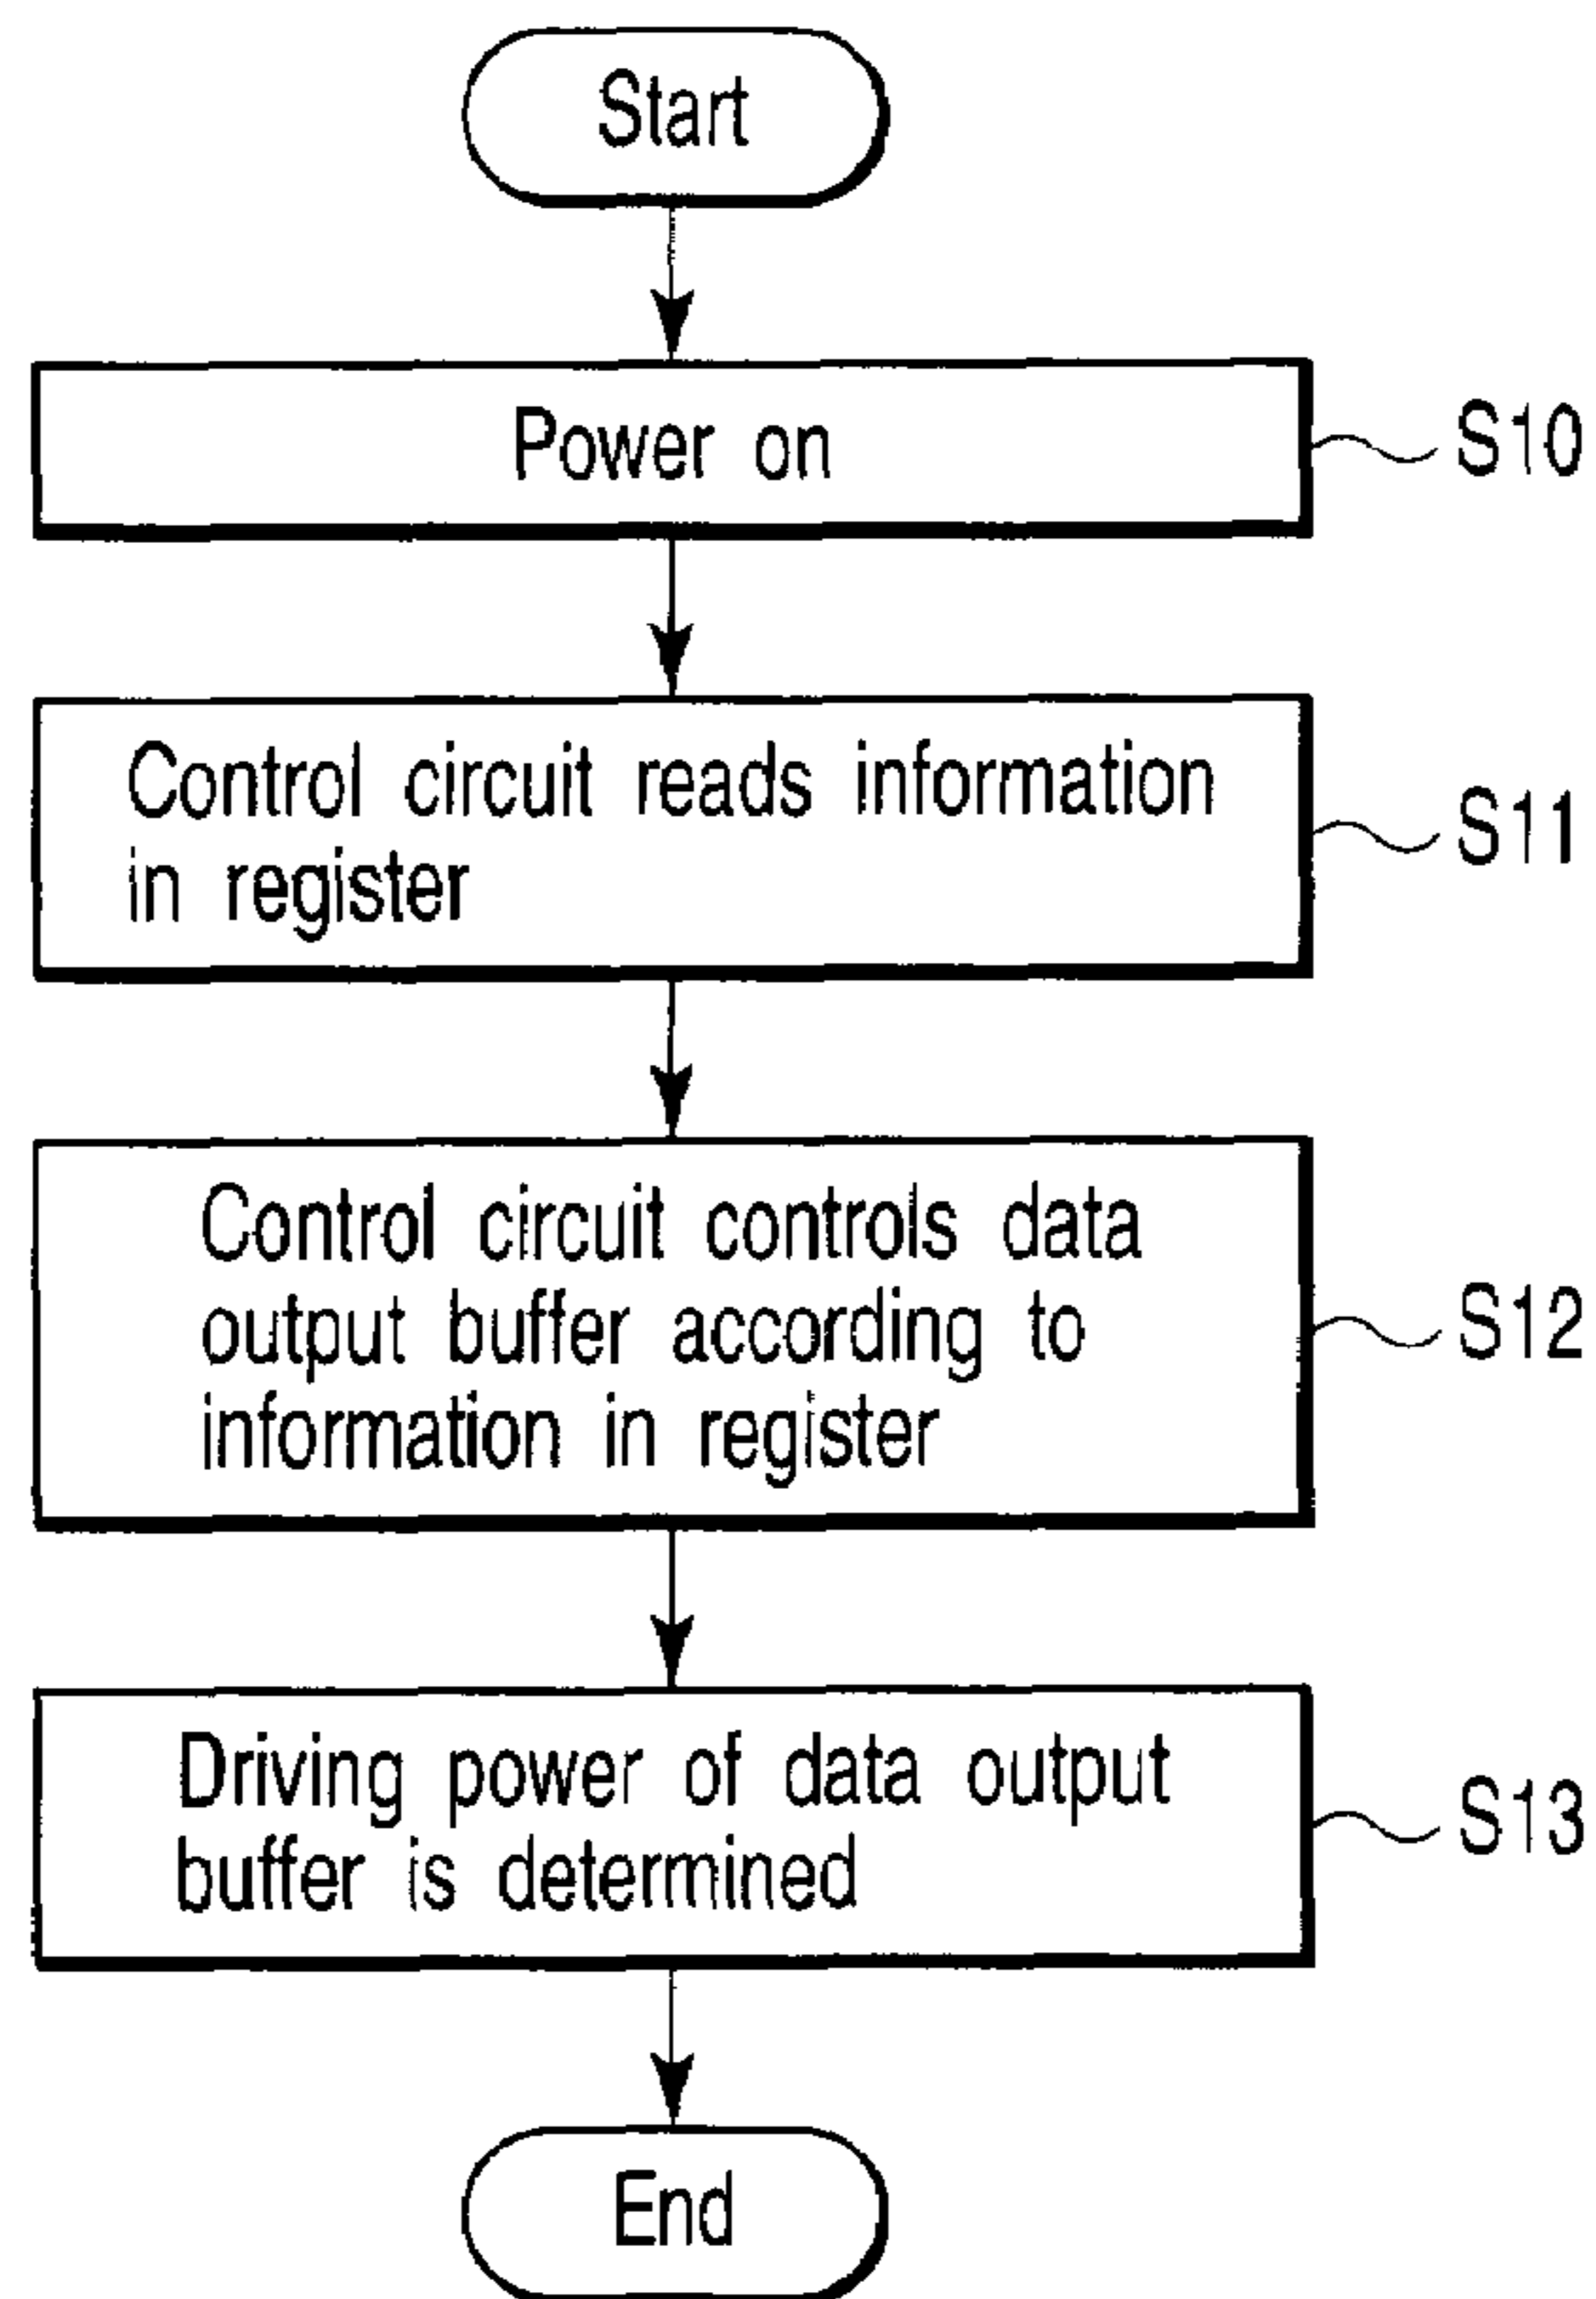 Start
Power on
S10
Control circuit reads information
in register
S11
Control circuit controls data
output buffer according to
information in register
S12
Driving power of data output
buffer is determined
S13
End